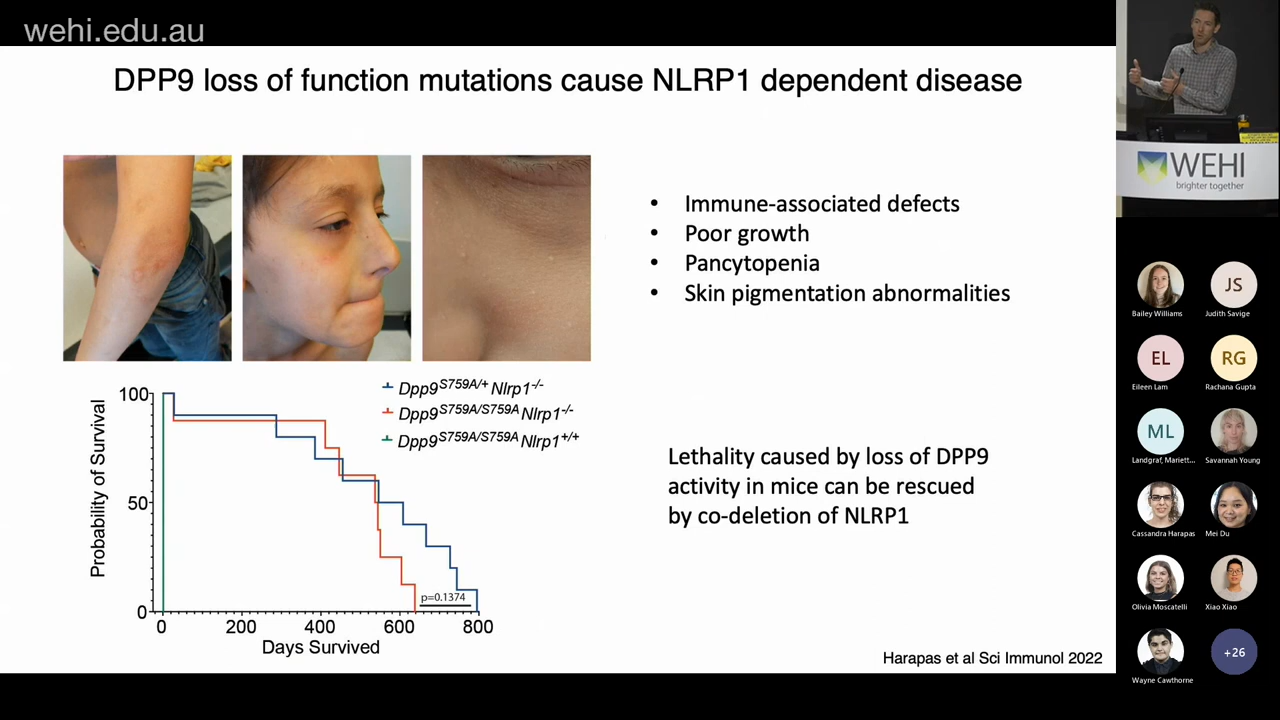 wehi.edu.au
DPP9 loss of function mutations cause NLRP1 dependent disease
• Immune-associated defects
• Poor growth
• Pancytopenia
• Skin pigmentation abnormalities
Dpp9S759A/+ Nlrp1-/-
Dpp9S759A/S759A Nlrp1-/-
Dpp9S759A/S759A Nlrp1+/+
Probability of Survival
100
50
0
p=0.1374
0 200 400 600 800
Days Survived
Lethality caused by loss of DPP9
activity in mice can be rescued
by co-deletion of NLRP1
Harapas et al Sci Immunol 2022
WEHI
brighter together
Bailey Williams
JS
Judith Savige
EL
Eileen Lam
RG
Rachana Gupta
ML
Landgraf, Mariett...
Savannah Young
Cassandra Harapas
Mei Du
Olivia Moscatelli
Xiao Xiao
Wayne Cawthorne
+26